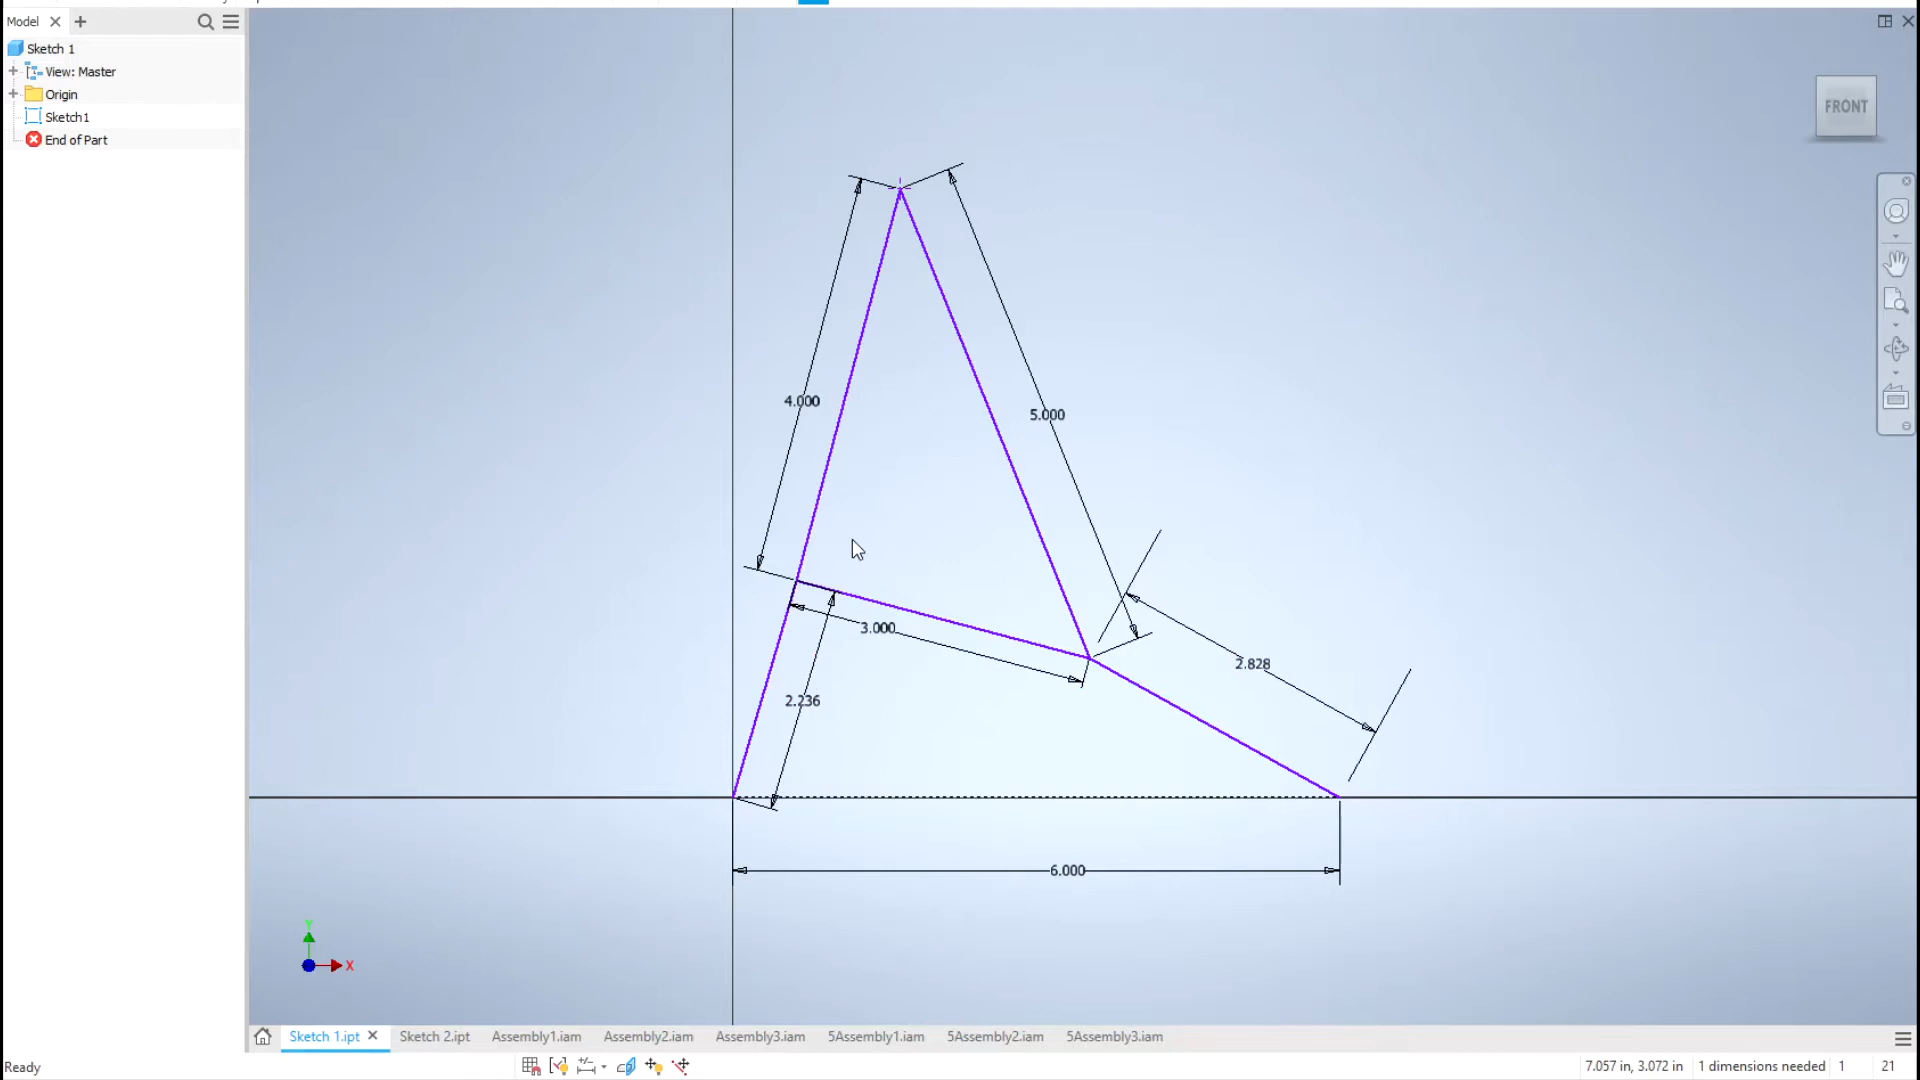 Model
Sketch 1
View: Master
Origin
Sketch1
End of Part
FRONT
4.000
5.000
3.000
2.828
2.236
6.000
Y
X
Sketch 1.ipt
Sketch 2.ipt
Assembly1.iam
Assembly2.iam
Assembly3.iam
5Assembly1.iam
5Assembly2.iam
5Assembly3.iam
Ready
7.057 in, 3.072 in
1 dimensions needed
1
21